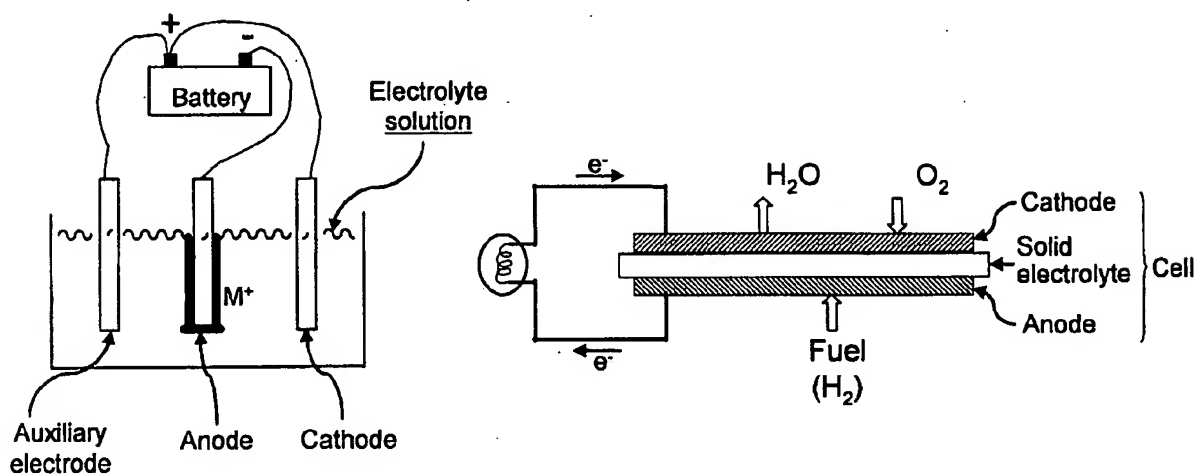 +
-
Battery
Electrolyte
solution
M⁺
Auxiliary
electrode
Anode
Cathode
e⁻
e⁻
H₂O
O₂
Cathode
Solid
electrolyte
Anode
Cell
Fuel
(H₂)